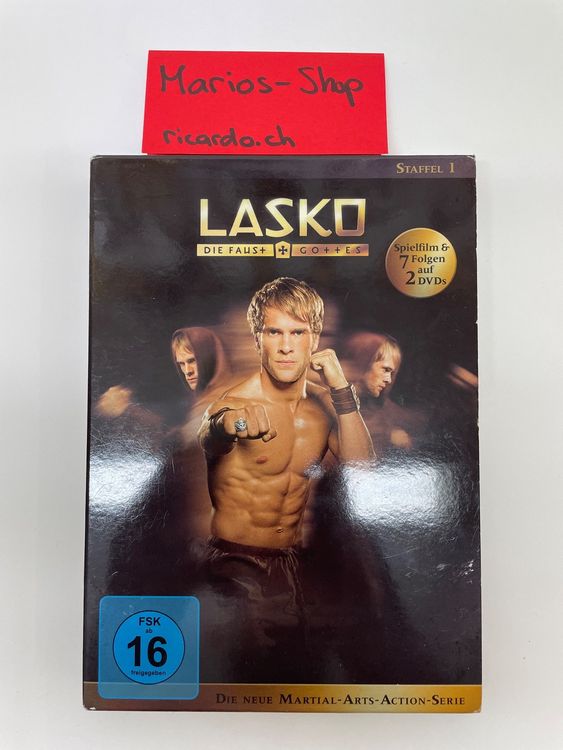 Marios-Shop
ricardo.ch
STAFFEL 1
LASKO
DIE FAUST GOTTES
Spielfilm &
7 Folgen
auf
2 DVDs
FSK
ab
16
freigegeben
DIE NEUE MARTIAL-ARTS-ACTION-SERIE